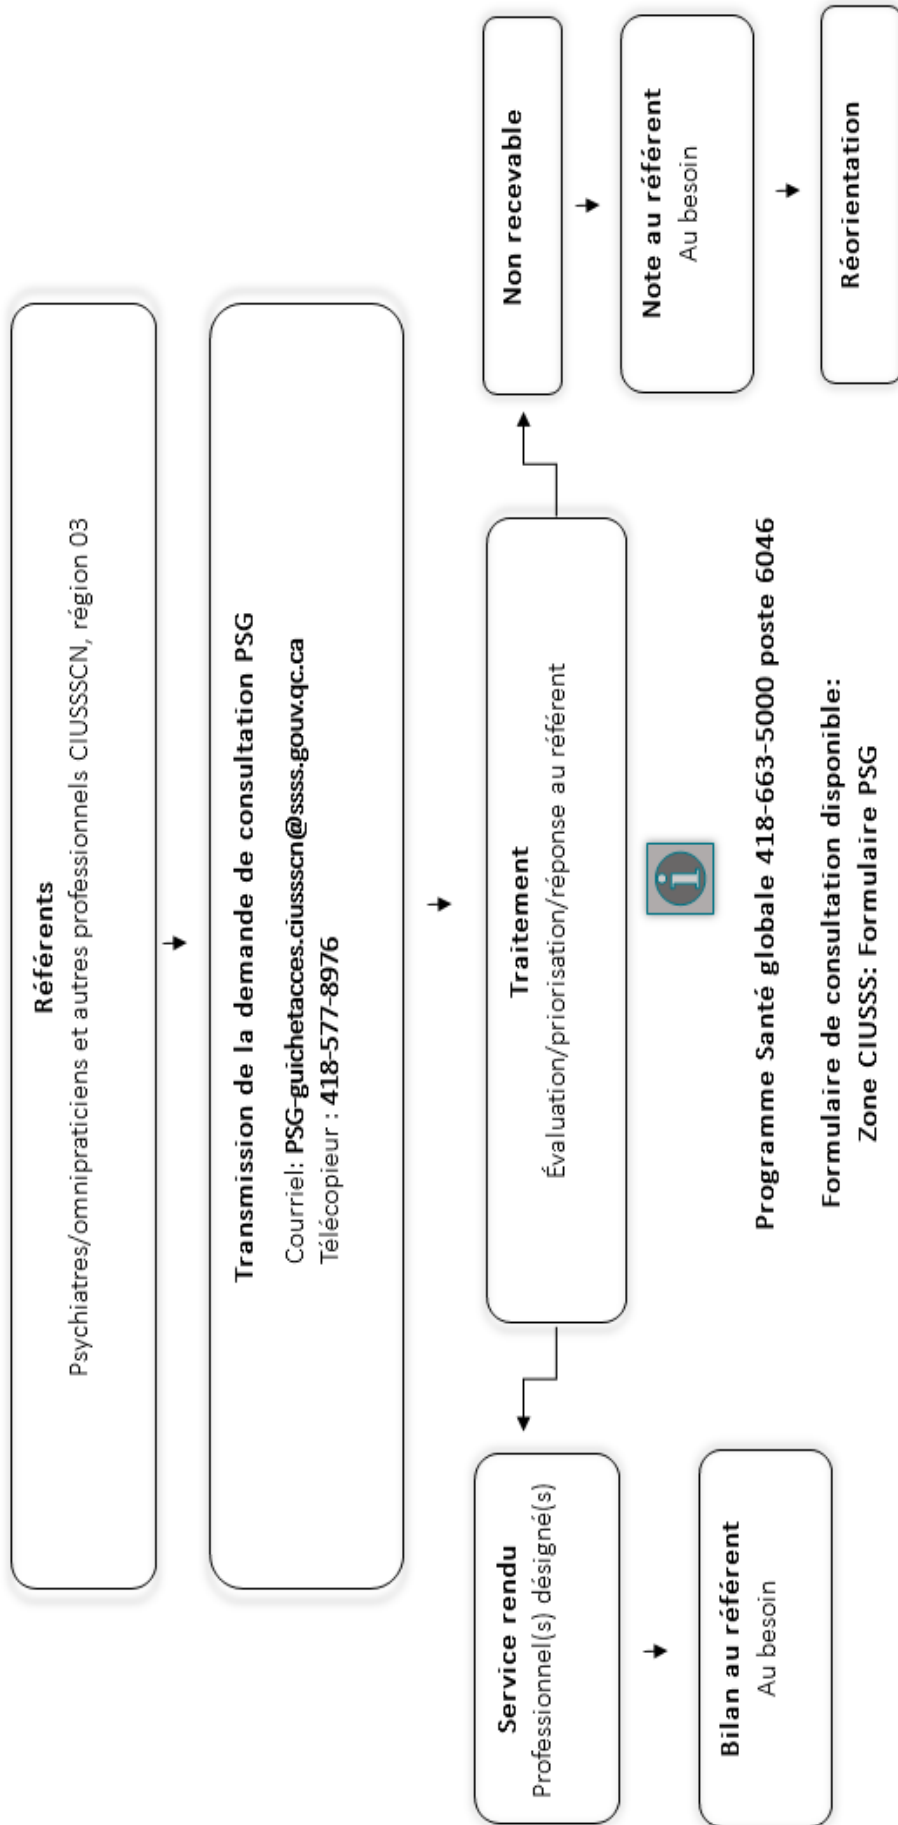 Référents
Psychiatres/omnipraticiens et autres professionnels CIUSSSCN, région 03
Transmission de la demande de consultation PSG
Courriel: PSG-guichetacces.ciussscn@ssss.gouv.qc.ca
Télécopieur : 418-577-8976
Traitement
Évaluation/priorisation/réponse au référent
Service rendu
Professionnel(s) désigné(s)
Bilan au référent
Au besoin
Non recevable
Note au référent
Au besoin
Réorientation
i
Programme Santé globale 418-663-5000 poste 6046
Formulaire de consultation disponible:
Zone CIUSSS: Formulaire PSG